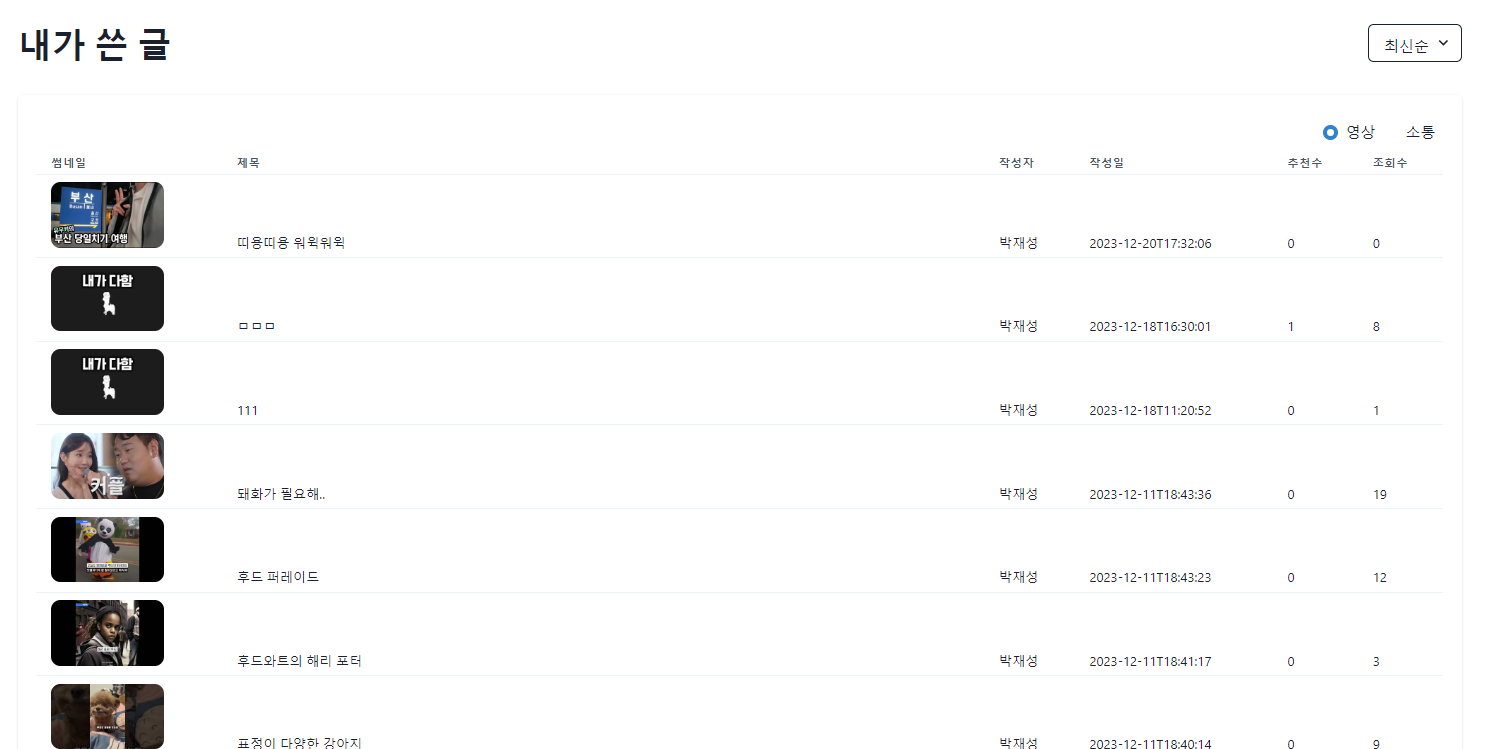 내가 쓴 글
최신순
영상 소통
썸네일 제목 작성자 작성일 추천수 조회수
부산
Busan
부산 당일치기 여행
띠용띠용 워윅워윅 박재성 2023-12-20T17:32:06 0 0
내가 다함
ㅁㅁㅁ 박재성 2023-12-18T16:30:01 1 8
내가 다함
111 박재성 2023-12-18T11:20:52 0 1
커플
돼화가 필요해.. 박재성 2023-12-11T18:43:36 0 19
후드 퍼레이드 박재성 2023-12-11T18:43:23 0 12
후드와트의 해리 포터 박재성 2023-12-11T18:41:17 0 3
표정이 다양한 강아지 박재성 2023-12-11T18:40:14 0 9